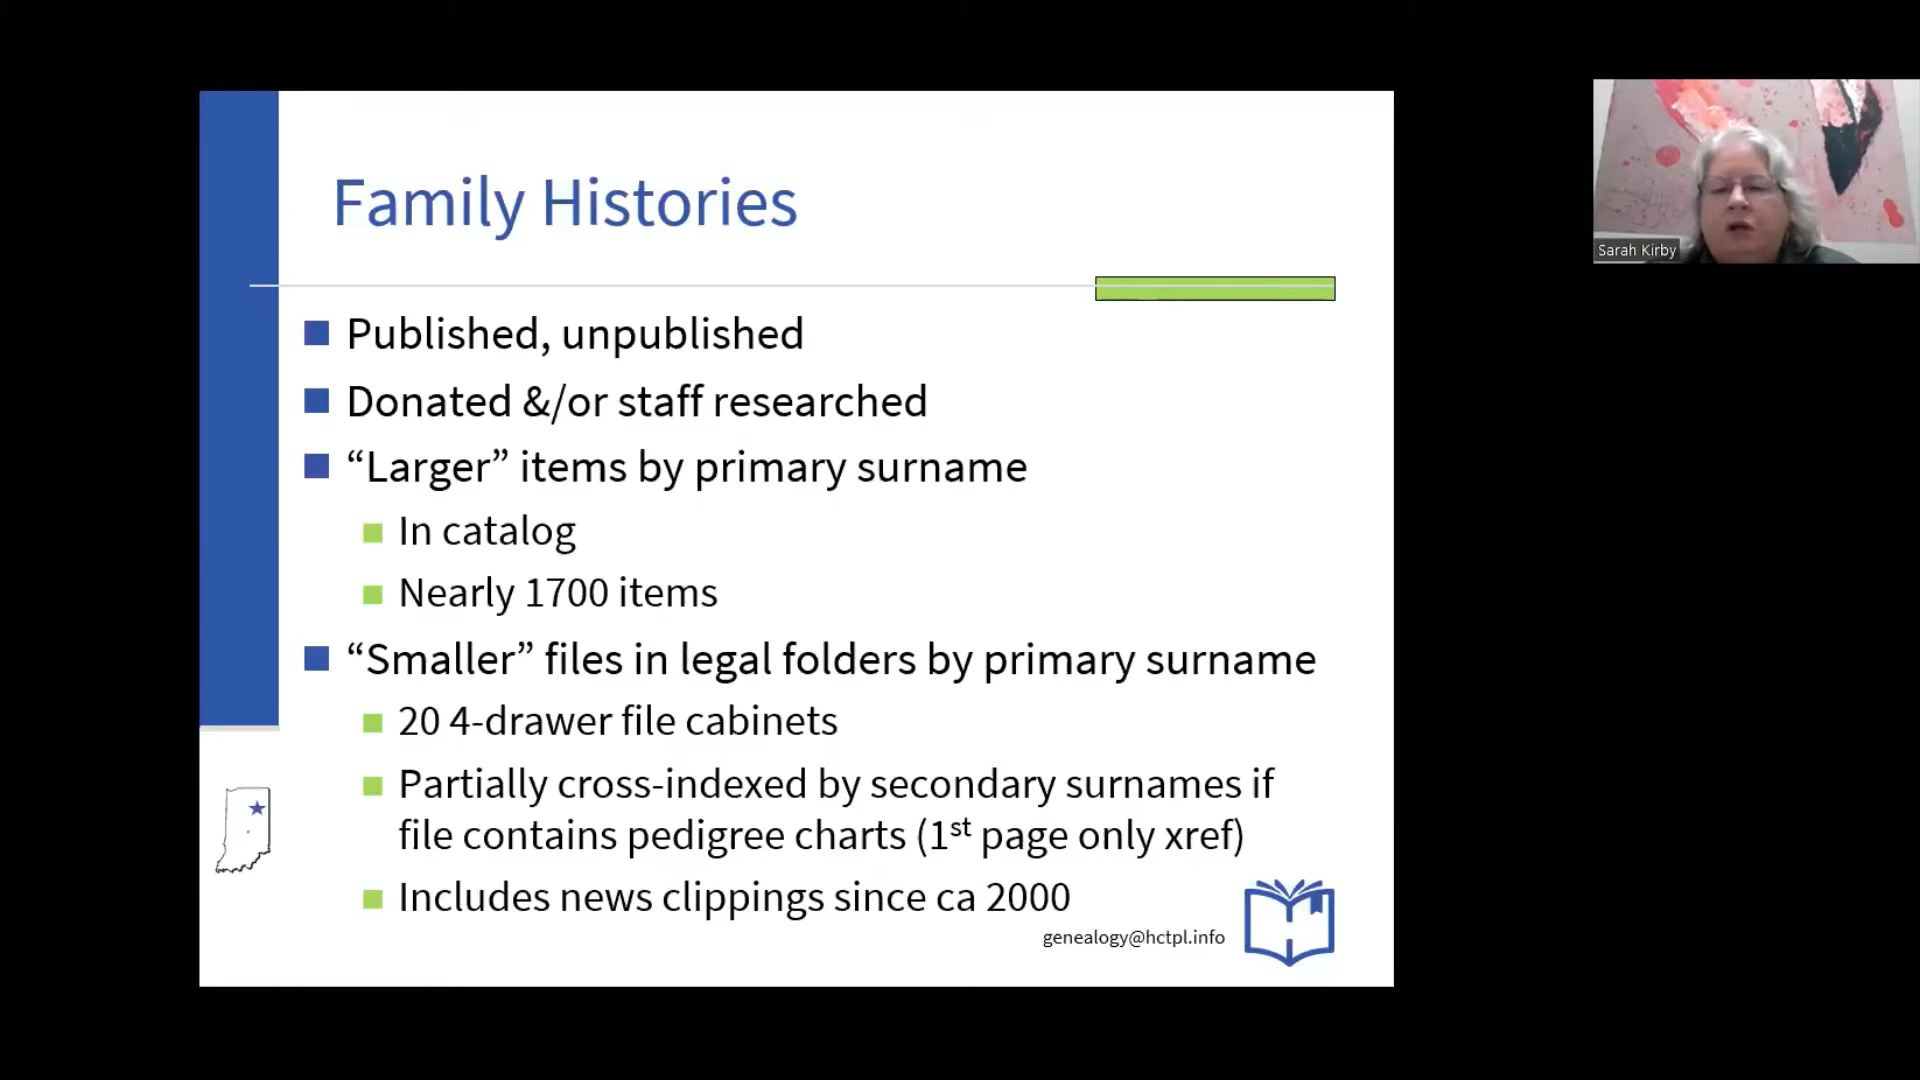 Family Histories
Published, unpublished
Donated &/or staff researched
“Larger” items by primary surname
In catalog
Nearly 1700 items
“Smaller” files in legal folders by primary surname
20 4-drawer file cabinets
Partially cross-indexed by secondary surnames if
file contains pedigree charts (1st page only xref)
Includes news clippings since ca 2000
genealogy@hctpl.info
Sarah Kirby